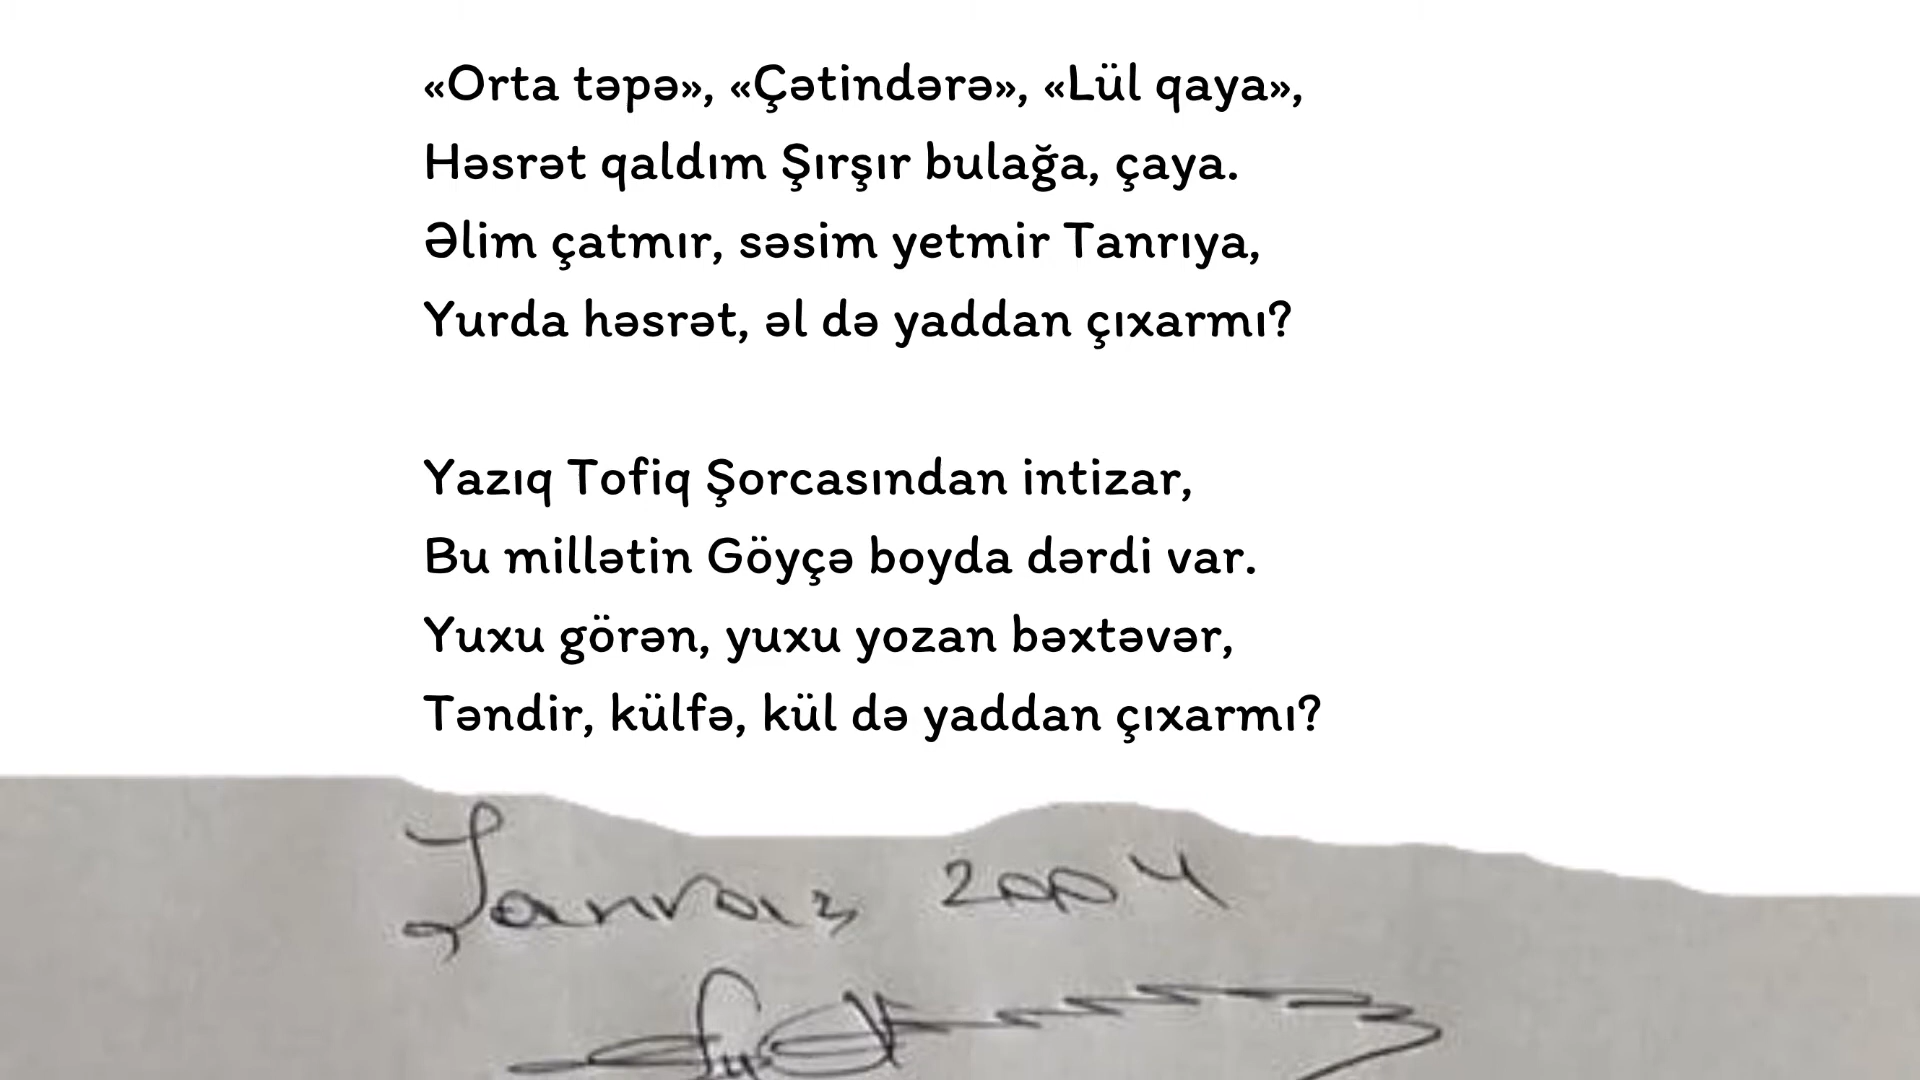 «Orta təpə», «Çətindərə», «Lül qaya»,
Həsrət qaldım Şırşır bulağa, çaya.
Əlim çatmır, səsim yetmir Tanrıya,
Yurda həsrət, əl də yaddan çıxarmı?
Yazıq Tofiq Şorcasından intizar,
Bu millətin Göyçə boyda dərdi var.
Yuxu görən, yuxu yozan bəxtəvər,
Təndir, külfə, kül də yaddan çıxarmı?
2004